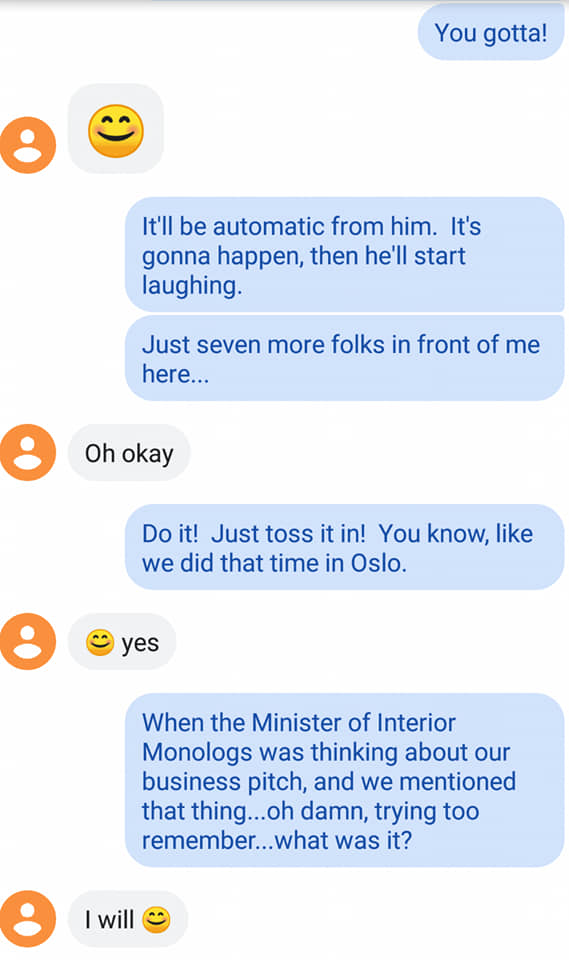 You gotta!
😊
It'll be automatic from him.  It's
gonna happen, then he'll start
laughing.
Just seven more folks in front of me
here...
Oh okay
Do it!  Just toss it in!  You know, like
we did that time in Oslo.
😊 yes
When the Minister of Interior
Monologs was thinking about our
business pitch, and we mentioned
that thing...oh damn, trying too
remember...what was it?
I will 😊